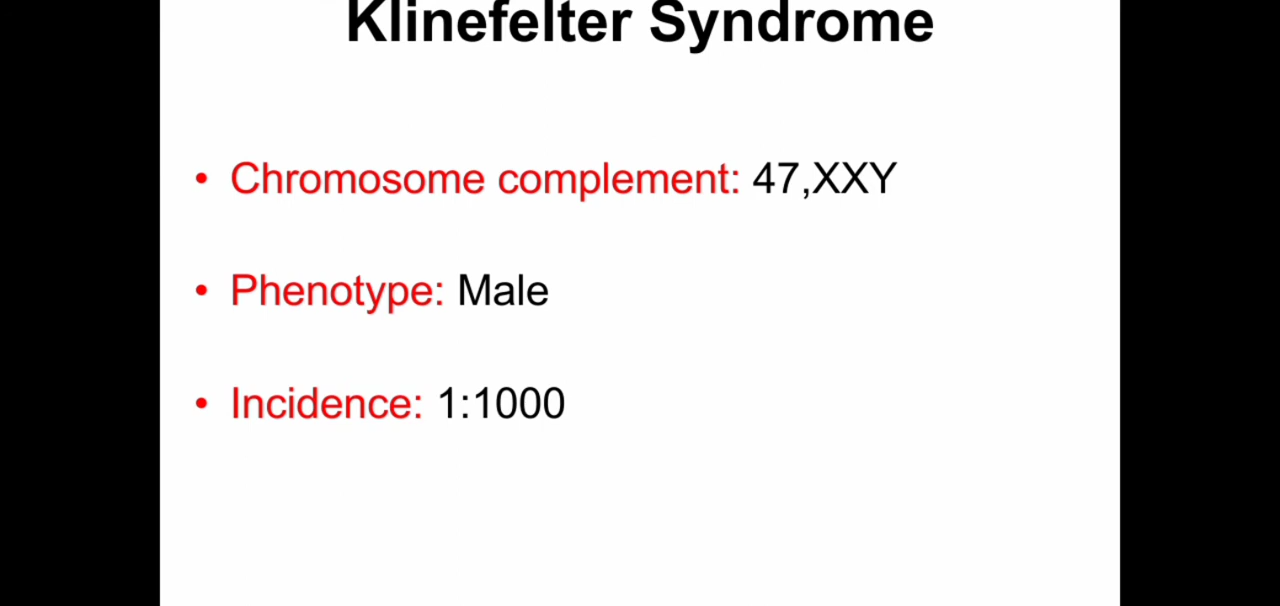 Klinefelter Syndrome
• Chromosome complement: 47,XXY
• Phenotype: Male
• Incidence: 1:1000